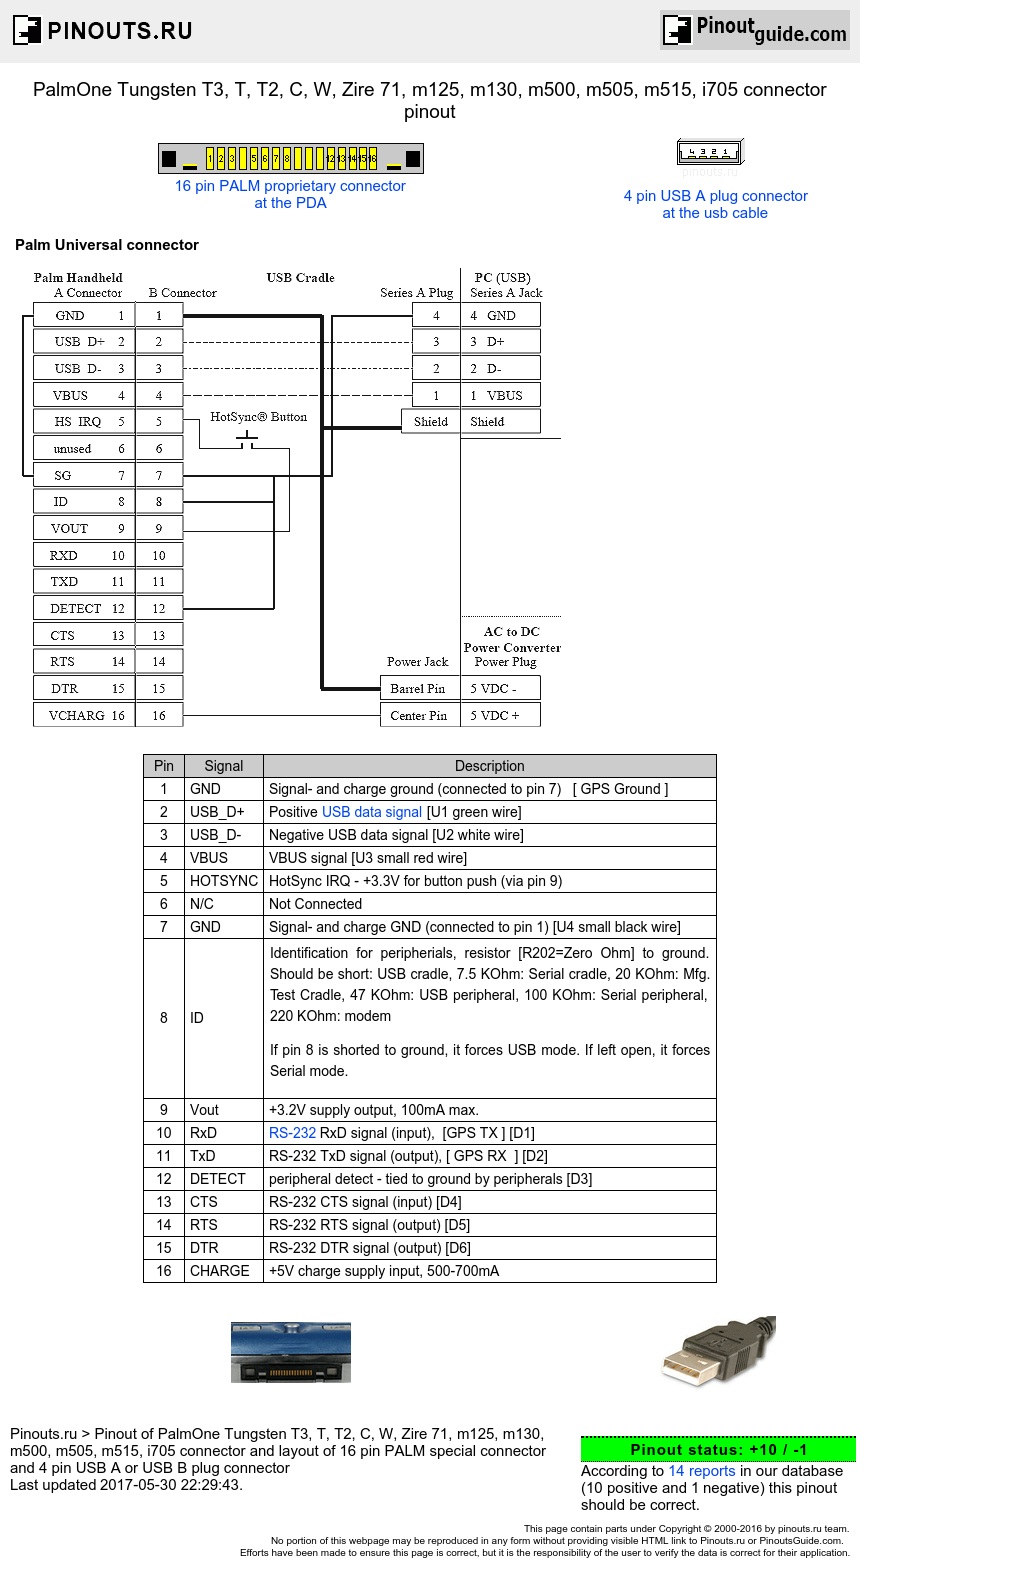 PINOUTS.RU
Pinout
guide.com
PalmOne Tungsten T3, T, T2, C, W, Zire 71, m125, m130, m500, m505, m515, i705 connector
pinout
1 2 3 5 6 7 8 12 13 14 15 16
16 pin PALM proprietary connector
at the PDA
4 3 2 1
pinouts.ru
4 pin USB A plug connector
at the usb cable
Palm Universal connector
Palm Handheld USB Cradle PC (USB)
A Connector B Connector Series A Plug Series A Jack
GND 1 1 4 4 GND
USB D+ 2 2 3 3 D+
USB D- 3 3 2 2 D-
VBUS 4 4 1 1 VBUS
HS IRQ 5 5 HotSync® Button Shield Shield
unused 6 6
SG 7 7
ID 8 8
VOUT 9 9
RXD 10 10
TXD 11 11
DETECT 12 12
CTS 13 13
AC to DC
Power Converter
RTS 14 14 Power Jack Power Plug
DTR 15 15 Barrel Pin 5 VDC -
VCHARG 16 16 Center Pin 5 VDC +
Pin Signal Description
1 GND Signal- and charge ground (connected to pin 7) [ GPS Ground ]
2 USB_D+ Positive USB data signal [U1 green wire]
3 USB_D- Negative USB data signal [U2 white wire]
4 VBUS VBUS signal [U3 small red wire]
5 HOTSYNC HotSync IRQ - +3.3V for button push (via pin 9)
6 N/C Not Connected
7 GND Signal- and charge GND (connected to pin 1) [U4 small black wire]
8 ID Identification for peripherials, resistor [R202=Zero Ohm] to ground.
Should be short: USB cradle, 7.5 KOhm: Serial cradle, 20 KOhm: Mfg.
Test Cradle, 47 KOhm: USB peripheral, 100 KOhm: Serial peripheral,
220 KOhm: modem
If pin 8 is shorted to ground, it forces USB mode. If left open, it forces
Serial mode.
9 Vout +3.2V supply output, 100mA max.
10 RxD RS-232 RxD signal (input), [GPS TX ] [D1]
11 TxD RS-232 TxD signal (output), [ GPS RX ] [D2]
12 DETECT peripheral detect - tied to ground by peripherals [D3]
13 CTS RS-232 CTS signal (input) [D4]
14 RTS RS-232 RTS signal (output) [D5]
15 DTR RS-232 DTR signal (output) [D6]
16 CHARGE +5V charge supply input, 500-700mA
Pinouts.ru > Pinout of PalmOne Tungsten T3, T, T2, C, W, Zire 71, m125, m130,
m500, m505, m515, i705 connector and layout of 16 pin PALM special connector
and 4 pin USB A or USB B plug connector
Last updated 2017-05-30 22:29:43.
Pinout status: +10 / -1
According to 14 reports in our database
(10 positive and 1 negative) this pinout
should be correct.
This page contain parts under Copyright © 2000-2016 by pinouts.ru team.
No portion of this webpage may be reproduced in any form without providing visible HTML link to Pinouts.ru or PinoutsGuide.com.
Efforts have been made to ensure this page is correct, but it is the responsibility of the user to verify the data is correct for their application.